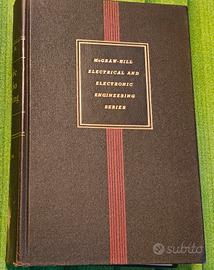 McGRAW-HILL
ELECTRICAL AND
ELECTRONIC
ENGINEERING
SERIES
subito